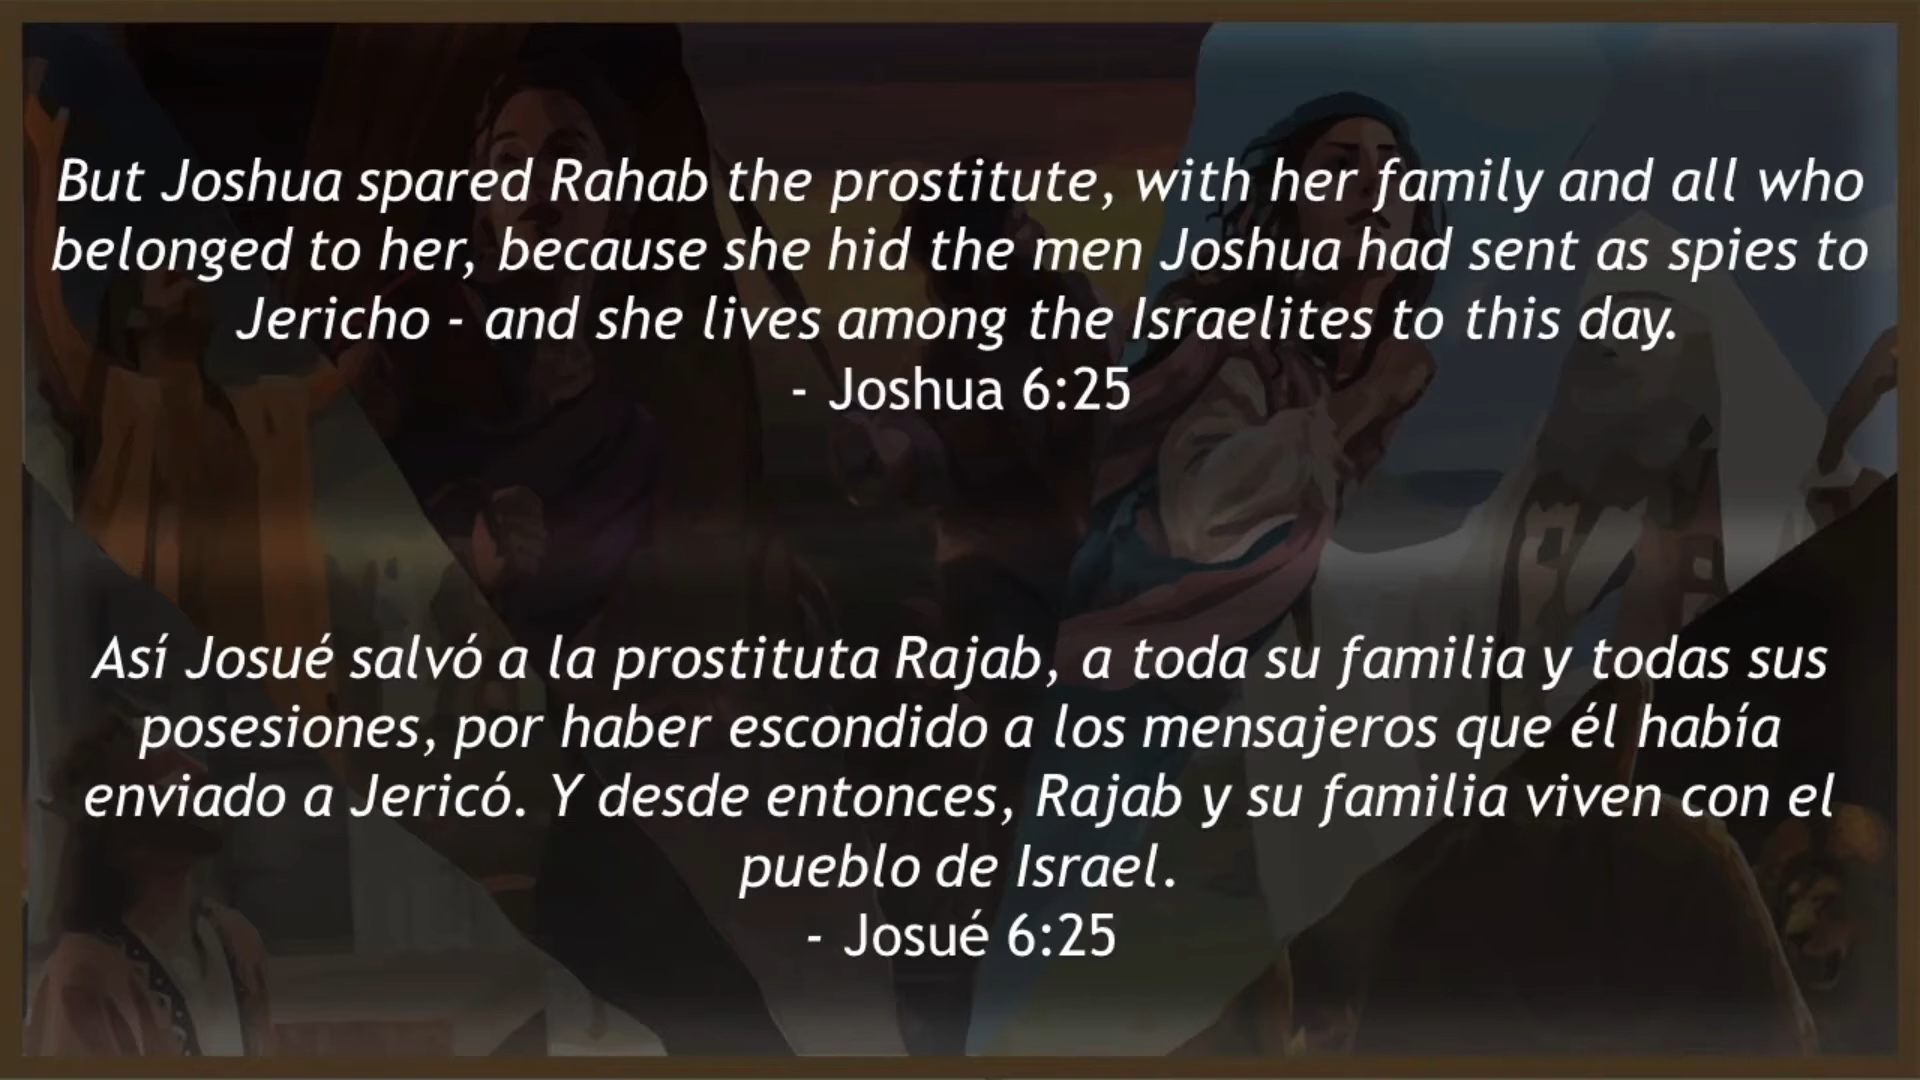 But Joshua spared Rahab the prostitute, with her family and all who
belonged to her, because she hid the men Joshua had sent as spies to
Jericho - and she lives among the Israelites to this day.
- Joshua 6:25
Así Josué salvó a la prostituta Rajab, a toda su familia y todas sus
posesiones, por haber escondido a los mensajeros que él había
enviado a Jericó. Y desde entonces, Rajab y su familia viven con el
pueblo de Israel.
- Josué 6:25